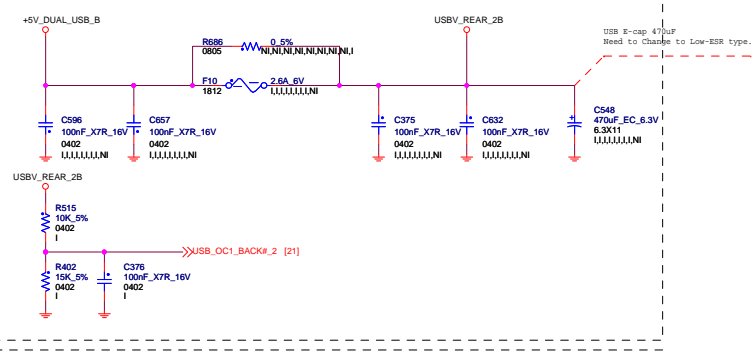 +5V_DUAL_USB_B
USBV_REAR_2B
USB E-cap 470uF
Need to Change to Low-ESR type.
R686
0_5%
0805
NI,NI,NI,NI,NI,NI,NI,NI,I
F10
2.6A_6V
1812
I,I,I,I,I,I,I,NI
C596
100nF_X7R_16V
0402
I,I,I,I,I,I,I,NI
C657
100nF_X7R_16V
0402
I,I,I,I,I,I,I,NI
C375
100nF_X7R_16V
0402
I,I,I,I,I,I,I,NI
C632
100nF_X7R_16V
0402
I,I,I,I,I,I,I,NI
C548
470uF_EC_6.3V
6.3X11
I,I,I,I,I,I,I,NI
USBV_REAR_2B
R515
10K_5%
0402
I
USB_OC1_BACK#_2 [21]
R402
15K_5%
0402
I
C376
100nF_X7R_16V
0402
I